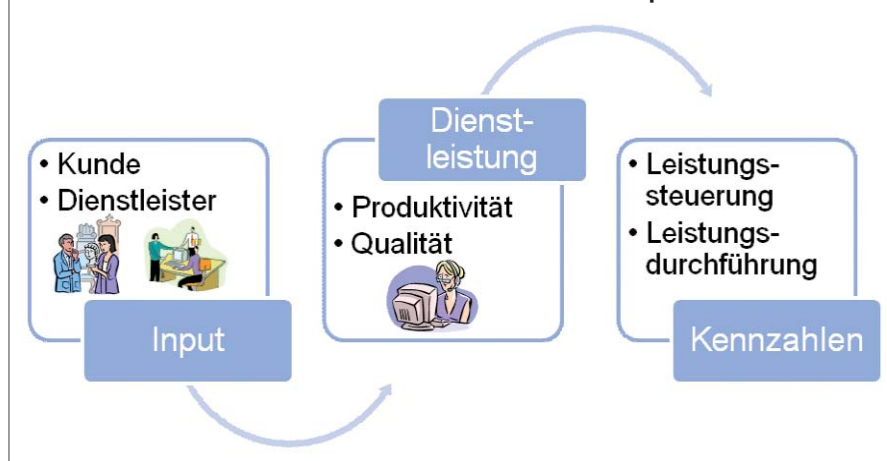 • Kunde
• Dienstleister
Input
Dienst-
leistung
• Produktivität
• Qualität
• Leistungs-
steuerung
• Leistungs-
durchführung
Kennzahlen